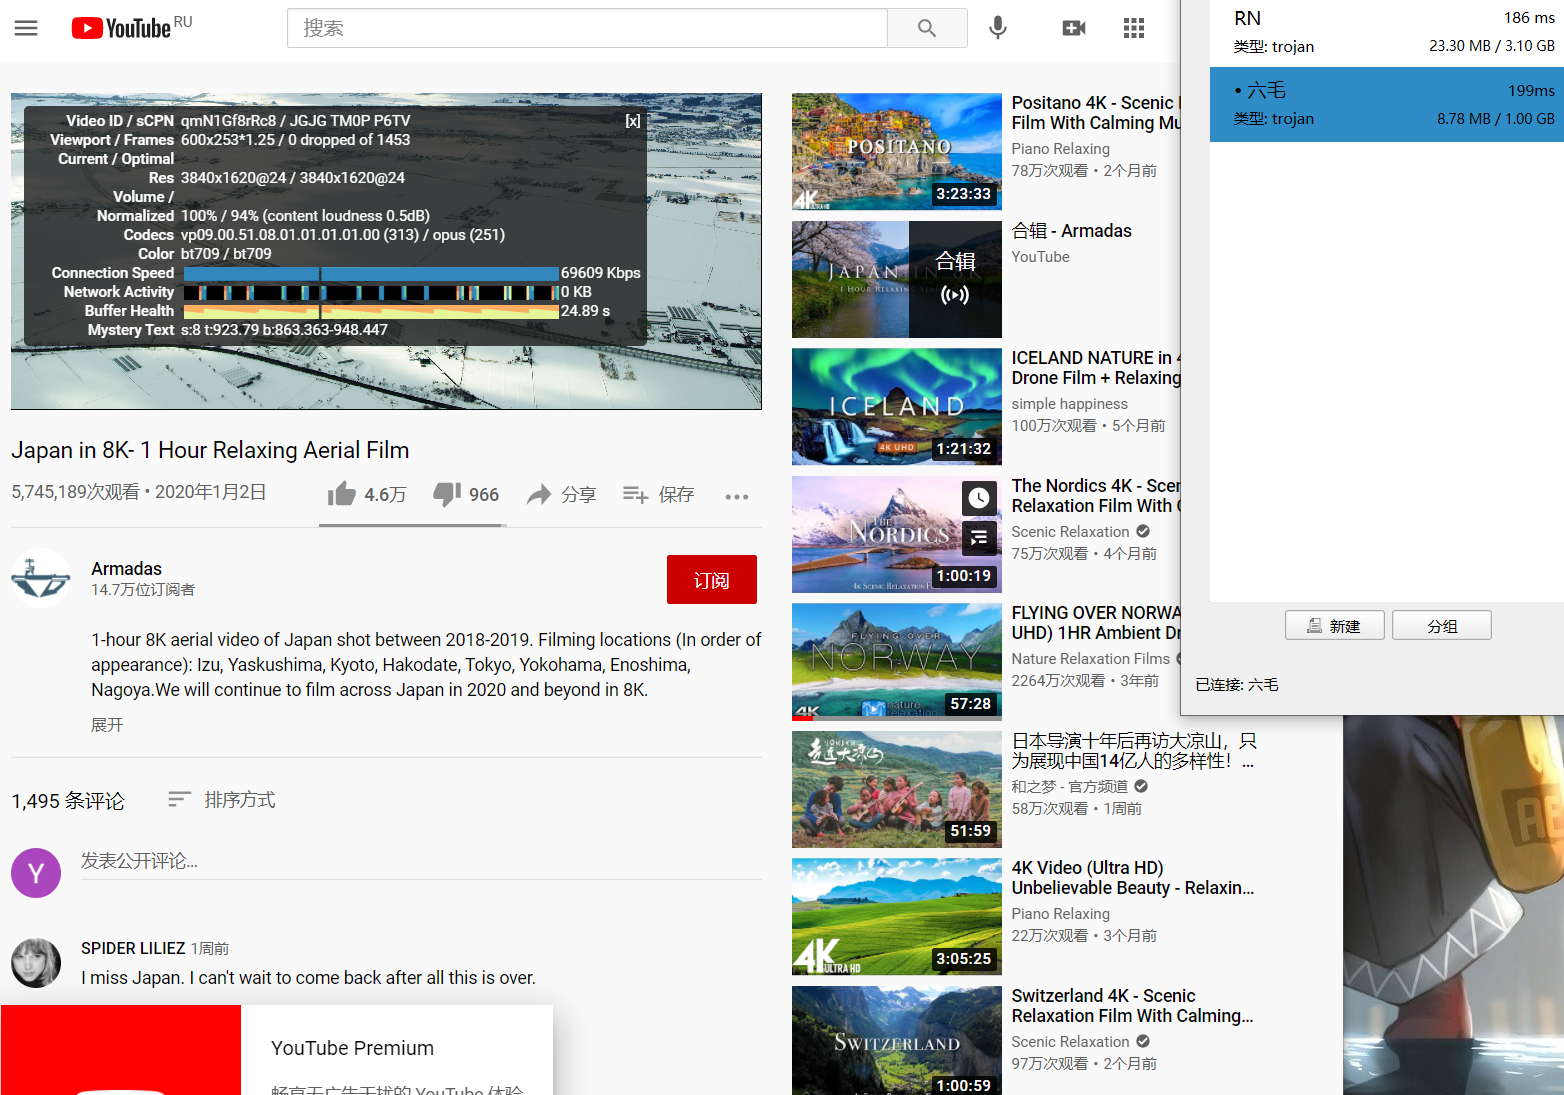 YouTube RU
搜索
Video ID / sCPN qmN1Gf8rRc8 / JGJG TM0P P6TV [x]
Viewport / Frames 600x253*1.25 / 0 dropped of 1453
Current / Optimal
Res 3840x1620@24 / 3840x1620@24
Volume /
Normalized 100% / 94% (content loudness 0.5dB)
Codecs vp09.00.51.08.01.01.01.01.00 (313) / opus (251)
Color bt709 / bt709
Connection Speed 69609 Kbps
Network Activity 0 KB
Buffer Health 24.89 s
Mystery Text s:8 t:923.79 b:863.363-948.447
Japan in 8K- 1 Hour Relaxing Aerial Film
5,745,189次观看 • 2020年1月2日
4.6万 966 分享 保存
Armadas
14.7万位订阅者
订阅
1-hour 8K aerial video of Japan shot between 2018-2019. Filming locations (In order of
appearance): Izu, Yaskushima, Kyoto, Hakodate, Tokyo, Yokohama, Enoshima,
Nagoya.We will continue to film across Japan in 2020 and beyond in 8K.
展开
1,495 条评论 排序方式
Y
发表公开评论...
SPIDER LILIEZ 1周前
I miss Japan. I can't wait to come back after all this is over.
YouTube Premium
畅享无广告干扰的 YouTube 体验
POSITANO
4K ULTRA HD
3:23:33
Positano 4K - Scenic
Film With Calming Mu
Piano Relaxing
78万次观看 • 2个月前
JAPAN IN 8K
1 HOUR RELAXING AERIAL
合辑
合辑 - Armadas
YouTube
ICELAND
4K UHD
1:21:32
ICELAND NATURE in 4
Drone Film + Relaxing
simple happiness
100万次观看 • 5个月前
THE
NORDICS
4K SCENIC RELAXATION FILM
1:00:19
The Nordics 4K - Scen
Relaxation Film With C
Scenic Relaxation
75万次观看 • 4个月前
FLYING OVER
NORWAY
4K
nature
relaxation
57:28
FLYING OVER NORWA
UHD) 1HR Ambient Dr
Nature Relaxation Films
2264万次观看 • 3年前
走近大凉山
51:59
日本导演十年后再访大凉山，只
为展现中国14亿人的多样性！...
和之梦 - 官方频道
58万次观看 • 1周前
4K
ULTRA HD
3:05:25
4K Video (Ultra HD)
Unbelievable Beauty - Relaxin...
Piano Relaxing
22万次观看 • 3个月前
SWITZERLAND
1:00:59
Switzerland 4K - Scenic
Relaxation Film With Calming...
Scenic Relaxation
97万次观看 • 2个月前
RN 186 ms
类型: trojan 23.30 MB / 3.10 GB
• 六毛 199ms
类型: trojan 8.78 MB / 1.00 GB
新建 分组
已连接: 六毛